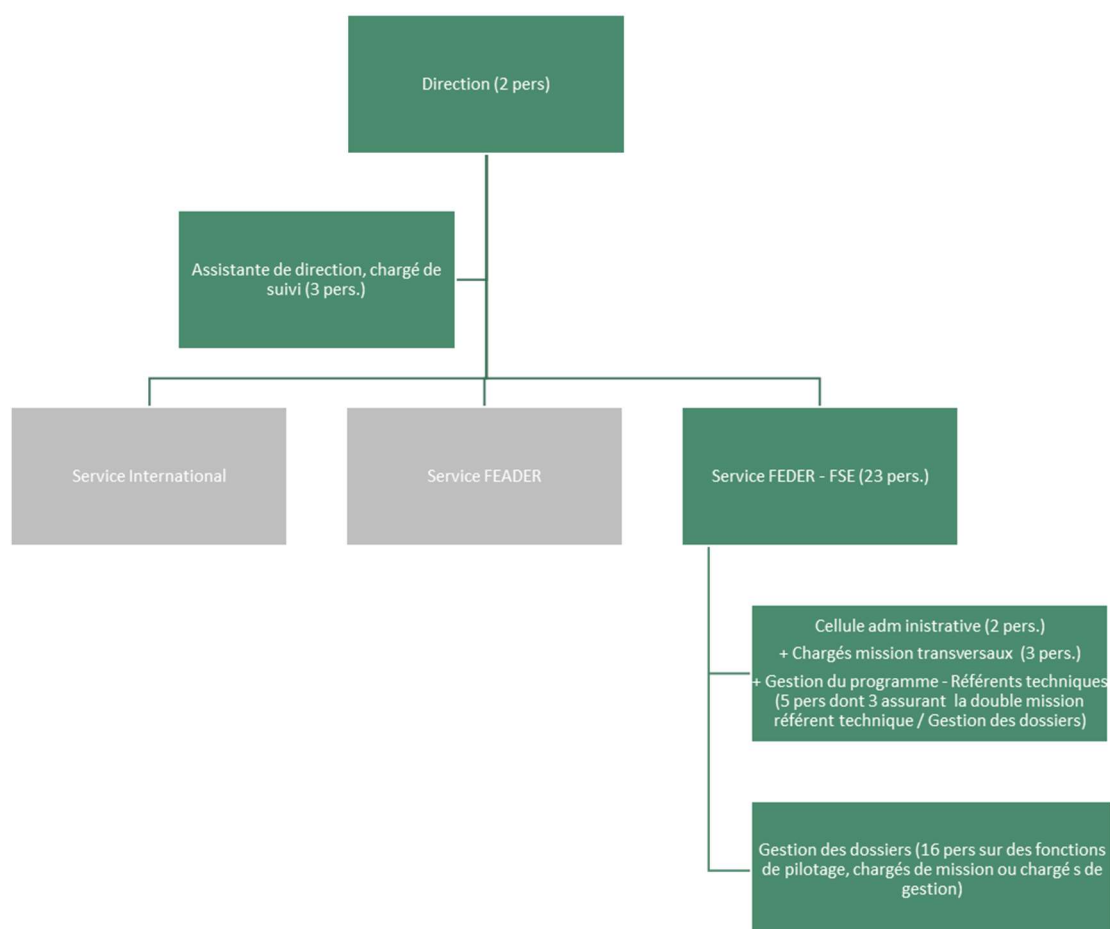 Direction (2 pers)
Assistante de direction, chargé de
suivi (3 pers.)
Service International
Service FEADER
Service FEDER - FSE (23 pers.)
Cellule adm inistrative (2 pers.)
+ Chargés mission transversaux (3 pers.)
+ Gestion du programme - Référents techniques
(5 pers dont 3 assurant la double mission
référent technique / Gestion des dossiers)
Gestion des dossiers (16 pers sur des fonctions
de pilotage, chargés de mission ou chargé s de
gestion)